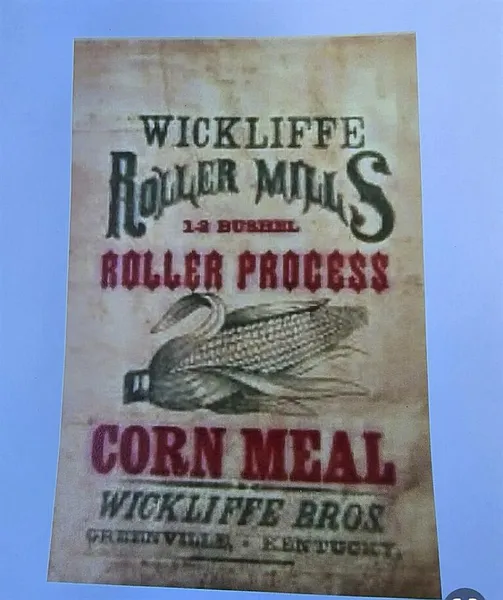 WICKLIFFE
ROLLER MILLS
1-2 BUSHEL
ROLLER PROCESS
CORN MEAL
WICKLIFFE BROS.
GREENVILLE, KENTUCKY.